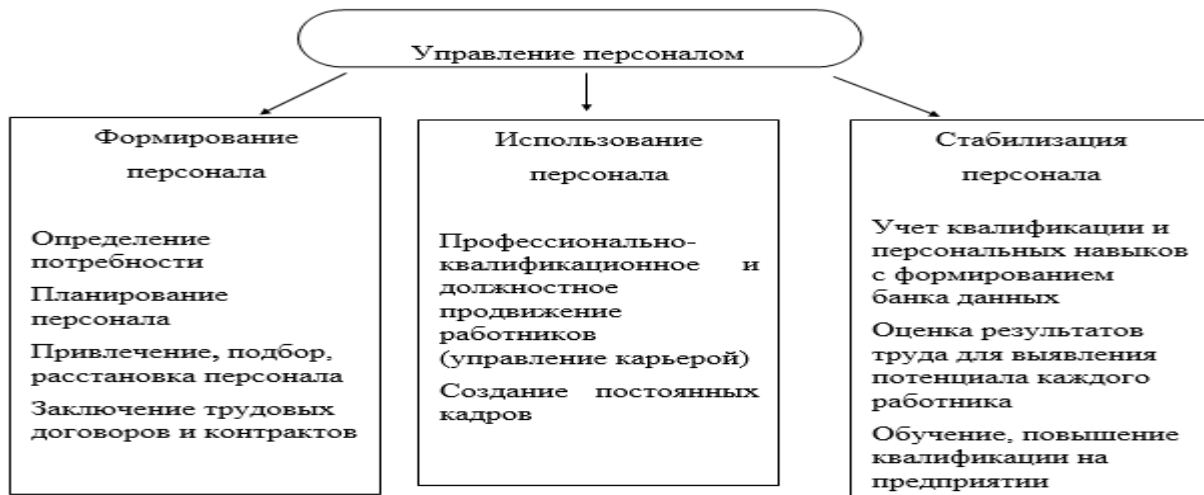 Управление персоналом
Формирование
персонала
Определение
потребности
Планирование
персонала
Привлечение, подбор,
расстановка персонала
Заключение трудовых
договоров и контрактов
Использование
персонала
Профессионально-
квалификационное и
должностное
продвижение
работников
(управление карьерой)
Создание постоянных
кадров
Стабилизация
персонала
Учет квалификации и
персональных навыков
с формированием
банка данных
Оценка результатов
труда для выявления
потенциала каждого
работника
Обучение, повышение
квалификации на
предприятии